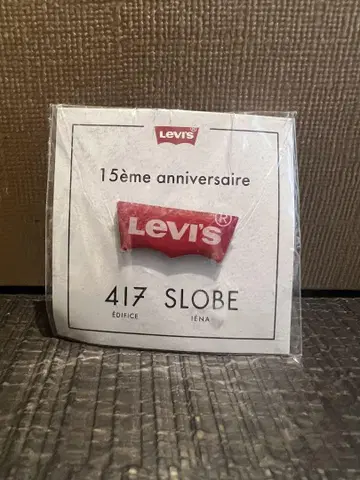 LEVI'S®
15ème anniversaire
LEVI'S®
417 SLOBE
ÉDIFICE IÉNA